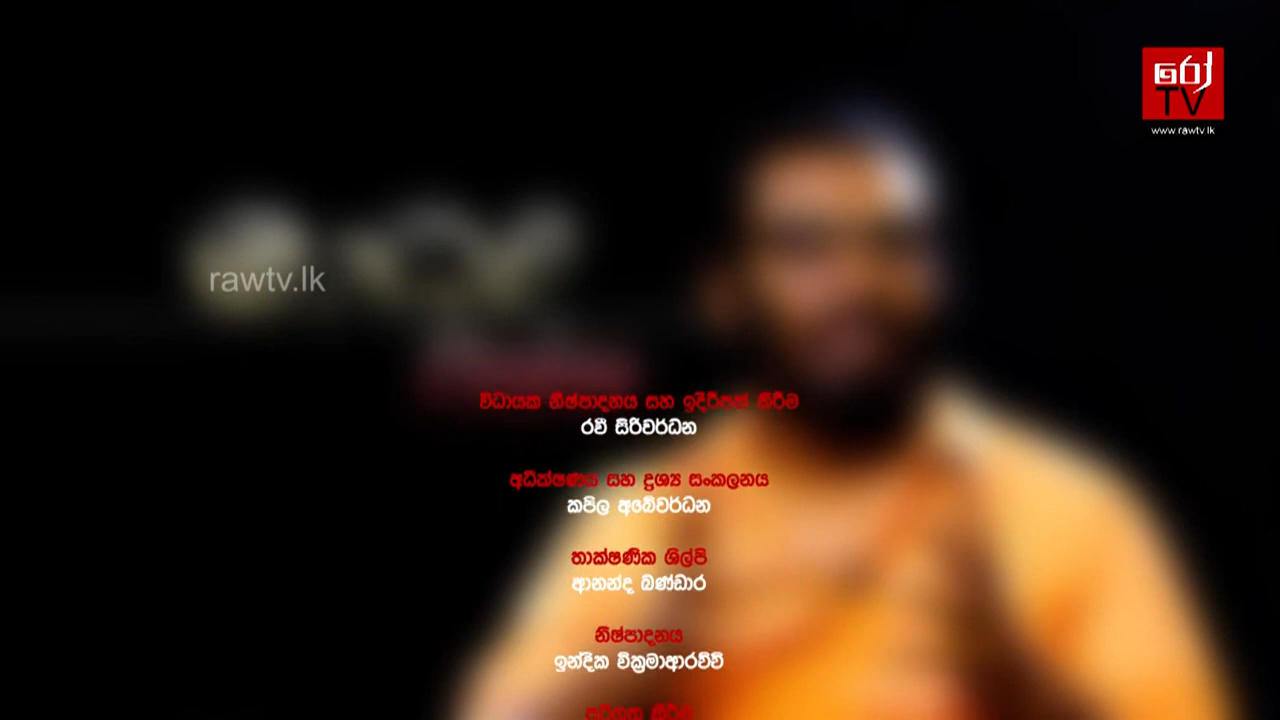 රෝ
TV
www.rawtv.lk
rawtv.lk
විධායක නිෂ්පාදනය සහ ඉදිරිපත් කිරීම
රවී සිරිවර්ධන
අධීක්ෂණය සහ දෘශ්‍ය සංකලනය
කපිල අබේවර්ධන
තාක්ෂණික ශිල්පි
ආනන්ද බණ්ඩාර
නිෂ්පාදනය
ඉන්දික වික්‍රමආරච්චි